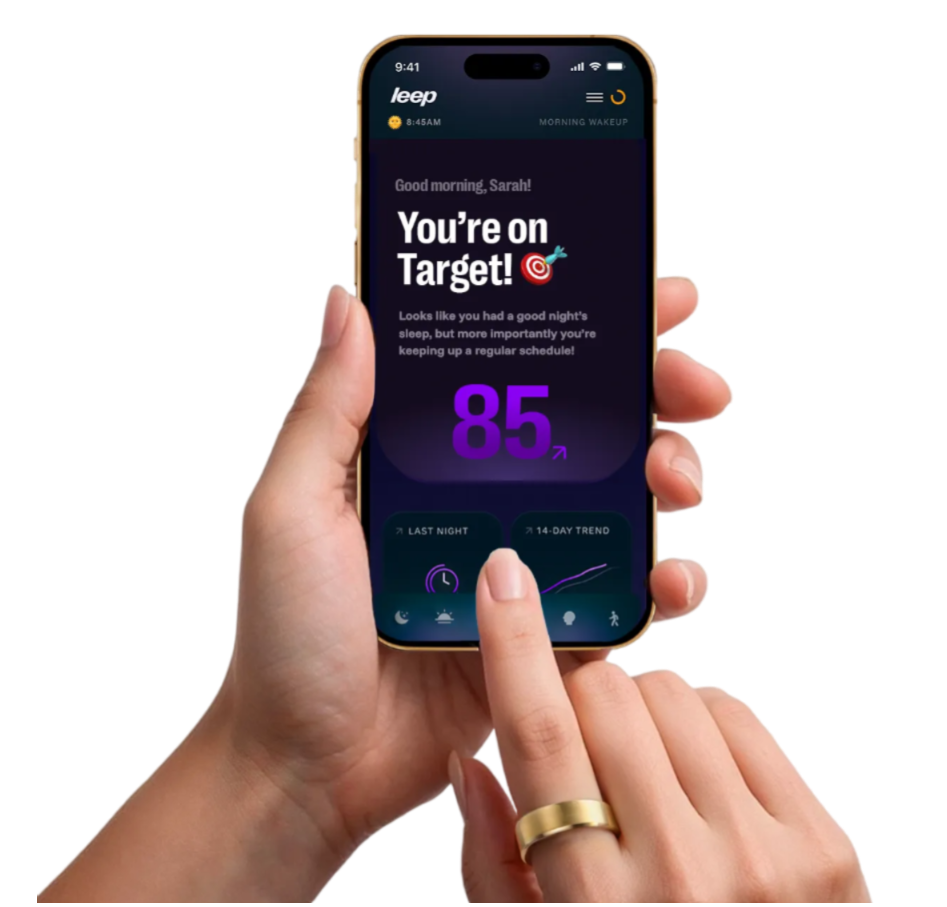 9:41
leep
8:45AM
MORNING WAKEUP
Good morning, Sarah!
You're on
Target!
Looks like you had a good night's
sleep, but more importantly you're
keeping up a regular schedule!
85
LAST NIGHT
14-DAY TREND